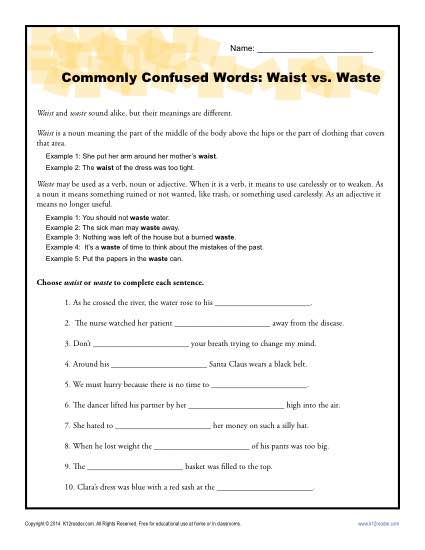 Name: ____________________________
Commonly Confused Words: Waist vs. Waste
Waist and waste sound alike, but their meanings are different.
Waist is a noun meaning the part of the middle of the body above the hips or the part of clothing that covers
that area.
Example 1: She put her arm around her mother's waist.
Example 2: The waist of the dress was too tight.
Waste may be used as a verb, noun or adjective. When it is a verb, it means to use carelessly or to weaken. As
a noun it means something ruined or not wanted, like trash, or something used carelessly. As an adjective it
means no longer useful.
Example 1: You should not waste water.
Example 2: The sick man may waste away.
Example 3: Nothing was left of the house but a burned waste.
Example 4: It's a waste of time to think about the mistakes of the past.
Example 5: Put the papers in the waste can.
Choose waist or waste to complete each sentence.
1. As he crossed the river, the water rose to his ______________________.
2. The nurse watched her patient ______________________ away from the disease.
3. Don't ______________________ your breath trying to change my mind.
4. Around his ______________________ Santa Claus wears a black belt.
5. We must hurry because there is no time to ______________________.
6. The dancer lifted his partner by her ______________________ high into the air.
7. She hated to ______________________ her money on such a silly hat.
8. When he lost weight the ______________________ of his pants was too big.
9. The ______________________ basket was filled to the top.
10. Clara's dress was blue with a red sash at the ______________________.
Copyright © 2014 K12reader.com. All Rights Reserved. Free for educational use at home or in classrooms. www.k12reader.com